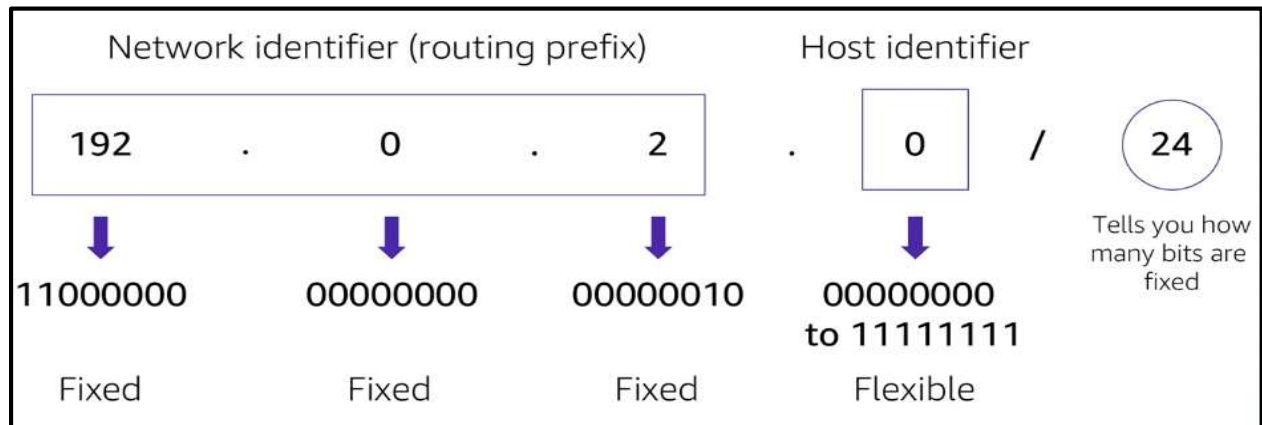 Network identifier (routing prefix) Host identifier
192 . 0 . 2 . 0 / 24
Tells you how
many bits are
fixed
11000000 00000000 00000010 00000000
to 11111111
Fixed Fixed Fixed Flexible